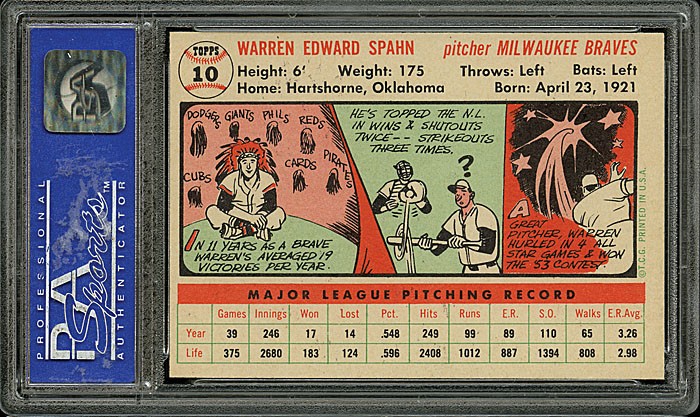 PSA
PROFESSIONAL
PSA
Sports™
AUTHENTICATOR
TOPPS
10
WARREN EDWARD SPAHN pitcher MILWAUKEE BRAVES
Height: 6' Weight: 175 Throws: Left Bats: Left
Home: Hartshorne, Oklahoma Born: April 23, 1921
DODGERS GIANTS PHILS REDS
CUBS CARDS PIRATES
IN 11 YEARS AS A BRAVE
WARREN'S AVERAGED 19
VICTORIES PER YEAR.
HE'S TOPPED THE N.L.
IN WINS & SHUTOUTS
TWICE -- STRIKEOUTS
THREE TIMES.
?
A
GREAT
PITCHER, WARREN
HURLED IN 4 ALL
STAR GAMES & WON
THE '53 CONTEST.
©T.C.G. PRINTED IN U.S.A.
MAJOR LEAGUE PITCHING RECORD
Games Innings Won Lost Pct. Hits Runs E.R. S.O. Walks E.R.Avg.
Year 39 246 17 14 .548 249 99 89 110 65 3.26
Life 375 2680 183 124 .596 2408 1012 887 1394 808 2.98